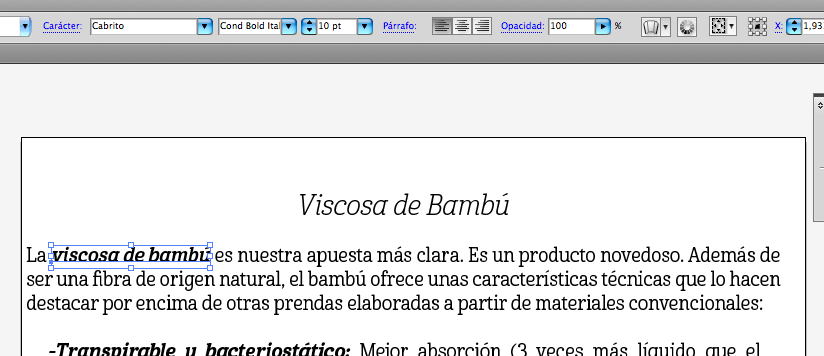 Carácter: Cabrito Cond Bold Ital 10 pt Párrafo: Opacidad: 100 % X: 1,93
Viscosa de Bambú
La viscosa de bambú es nuestra apuesta más clara. Es un producto novedoso. Además de
ser una fibra de origen natural, el bambú ofrece unas características técnicas que lo hacen
destacar por encima de otras prendas elaboradas a partir de materiales convencionales:
-Transpirable y bacteriostático: Mejor absorción (3 veces más líquido que el